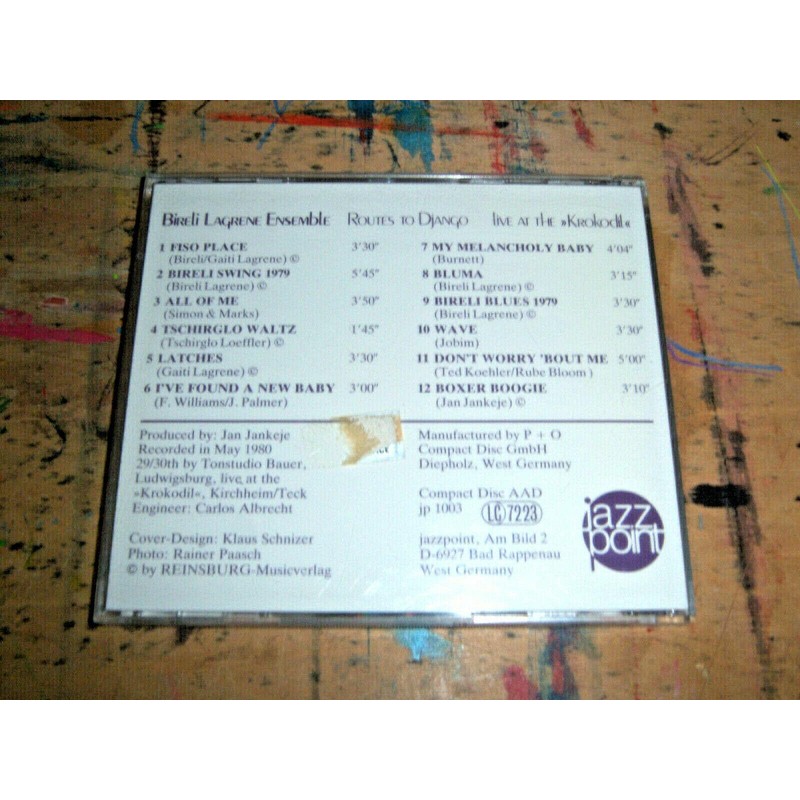 Bireli Lagrene Ensemble Routes to Django live at the »Krokodil«
1 FISO PLACE 3'30"
(Bireli/Gaiti Lagrene) ©
2 BIRELI SWING 1979 5'45"
(Bireli Lagrene) ©
3 ALL OF ME 3'50"
(Simon & Marks)
4 TSCHIRGLO WALTZ 1'45"
(Tschirglo Loeffler) ©
5 LATCHES 3'30"
(Gaiti Lagrene) ©
6 I'VE FOUND A NEW BABY 3'00"
(F. Williams/J. Palmer)
7 MY MELANCHOLY BABY 4'04"
(Burnett)
8 BLUMA 3'15"
(Bireli Lagrene) ©
9 BIRELI BLUES 1979 3'30"
(Bireli Lagrene) ©
10 WAVE 3'30"
(Jobim)
11 DON'T WORRY 'BOUT ME 5'00"
(Ted Koehler/Rube Bloom )
12 BOXER BOOGIE 3'10"
(Jan Jankeje) ©
Produced by: Jan Jankeje
Recorded in May 1980
29/30th by Tonstudio Bauer,
Ludwigsburg, live at the
»Krokodil«, Kirchheim/Teck
Engineer: Carlos Albrecht
Cover-Design: Klaus Schnizer
Photo: Rainer Paasch
© by REINSBURG-Musicverlag
Manufactured by P + O
Compact Disc GmbH
Diepholz, West Germany
Compact Disc AAD
jp 1003 LC 7223
jazzpoint, Am Bild 2
D-6927 Bad Rappenau
West Germany
jazz
point